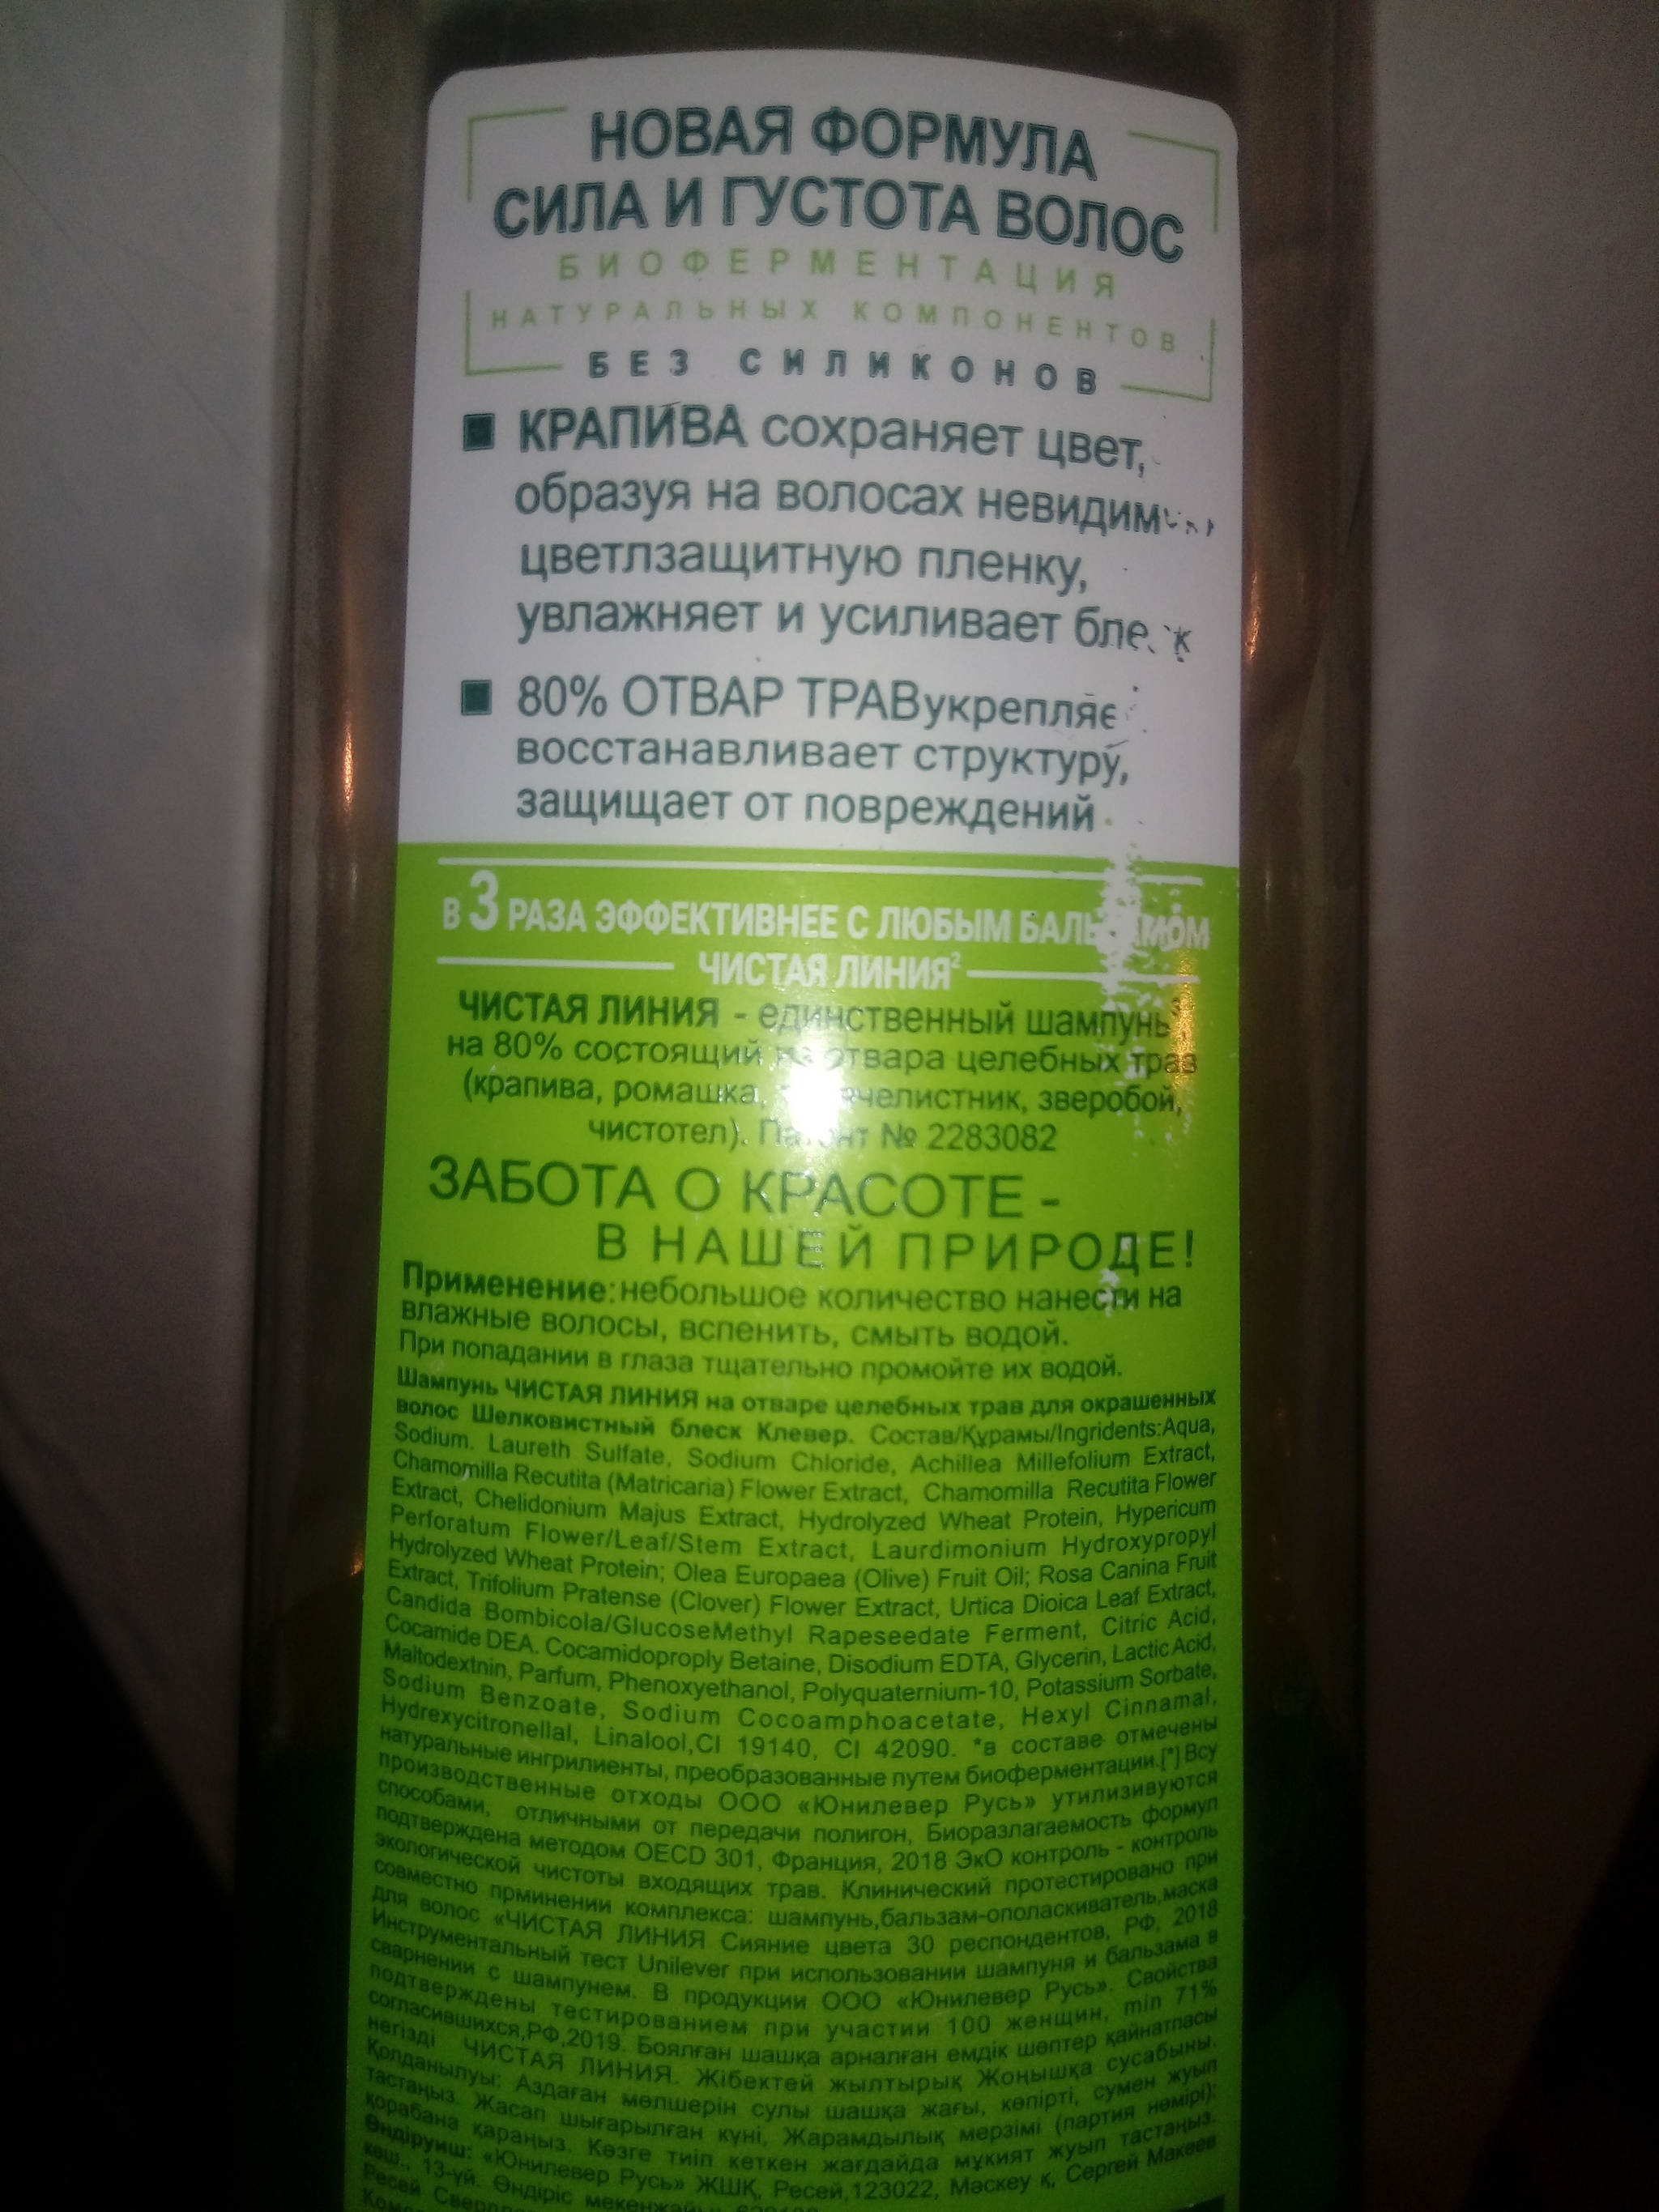 НОВАЯ ФОРМУЛА
СИЛА И ГУСТОТА ВОЛОС
БИОФЕРМЕНТАЦИЯ
НАТУРАЛЬНЫХ КОМПОНЕНТОВ
БЕЗ СИЛИКОНОВ
КРАПИВА сохраняет цвет,
образуя на волосах
цветлзащитную пленку,
увлажняет и усиливает
80% ОТВАР ТРАВ
восстанавливает структуру,
защищает от повреждений
В 3 РАЗА ЭФФЕКТИВНЕЕ С ЛЮБЫМ
ЧИСТАЯ ЛИНИЯ²
ЧИСТАЯ ЛИНИЯ - единственный шампунь
на 80% состоящий отвара целебных трав
(крапива, ромашка, зверобой,
чистотел). № 2283082
ЗАБОТА О КРАСОТЕ -
В НАШЕЙ ПРИРОДЕ!
Применение: небольшое количество нанести на
влажные волосы, вспенить, смыть водой.
При попадании в глаза тщательно промойте их водой.
Шампунь ЧИСТАЯ ЛИНИЯ на отваре целебных трав для окрашенных
волос Шелковистный блеск Клевер. Состав/Құрамы/Ingridents:Aqua,
Sodium. Laureth Sulfate, Sodium Chloride, Achillea Millefolium Extract,
Chamomilla Recutita (Matricaria) Flower Extract, Chamomilla Recutita Flower
Extract, Chelidonium Majus Extract, Hydrolyzed Wheat Protein, Hypericum
Perforatum Flower/Leaf/Stem Extract, Laurdimonium Hydroxypropyl
Hydrolyzed Wheat Protein; Olea Europaea (Olive) Fruit Oil; Rosa Canina Fruit
Extract, Trifolium Pratense (Clover) Flower Extract, Urtica Dioica Leaf Extract,
Candida Bombicola/GlucoseMethyl Rapeseedate Ferment, Citric Acid,
Cocamide DEA. Cocamidoproply Betaine, Disodium EDTA, Glycerin, Lactic Acid,
Maltodextnin, Parfum, Phenoxyethanol, Polyquaternium-10, Potassium Sorbate,
Sodium Benzoate, Sodium Cocoamphoacetate, Hexyl Cinnamal,
Hydrexycitronellal, Linalool,CI 19140, CI 42090. *в составе отмечены
натуральные ингрилиенты, преобразованные путем биоферментации.[*] Всу
производственные отходы ООО «Юнилевер Русь» утилизивуются
способами, отличными от передачи полигон, Биоразлагаемость формул
подтверждена методом OECD 301, Франция, 2018 ЭкО контроль - контроль
экологической чистоты входящих трав. Клинический протестировано при
совместно прминении комплекса: шампунь,бальзам-ополаскиватель,маска
для волос «ЧИСТАЯ ЛИНИЯ Сияние цвета 30 респондентов, РФ, 2018
Инструментальный тест Unilever при использовании шампуня и бальзама в
сварнении с шампунем. В продукции ООО «Юнилевер Русь». Свойства
подтверждены тестированием при участии 100 женщин, min 71%
согласившихся,РФ,2019. Боялған шашқа арналған емдік шөптер қайнатпасы
негізді ЧИСТАЯ ЛИНИЯ. Жібектей жылтырық Жоңышқа сусабыны.
Қолданылуы: Аздаған мөлшерін сулы шашқа жағы, көпірті, сумен жуып
тастаңыз. Жасап шығарылған күні, Жарамдылық мерзімі (партия немірі):
қорабана қараңыз. Көзге тиіп кеткен жағдайда мұкият жуып тастаңыз.
Өндіруиш: «Юнилевер Русь» ЖШҚ, Ресей,123022, Мәскеу қ, Сергей Макеев
көш., 13-үй. Өндіріс мекенжайы:
Ресей